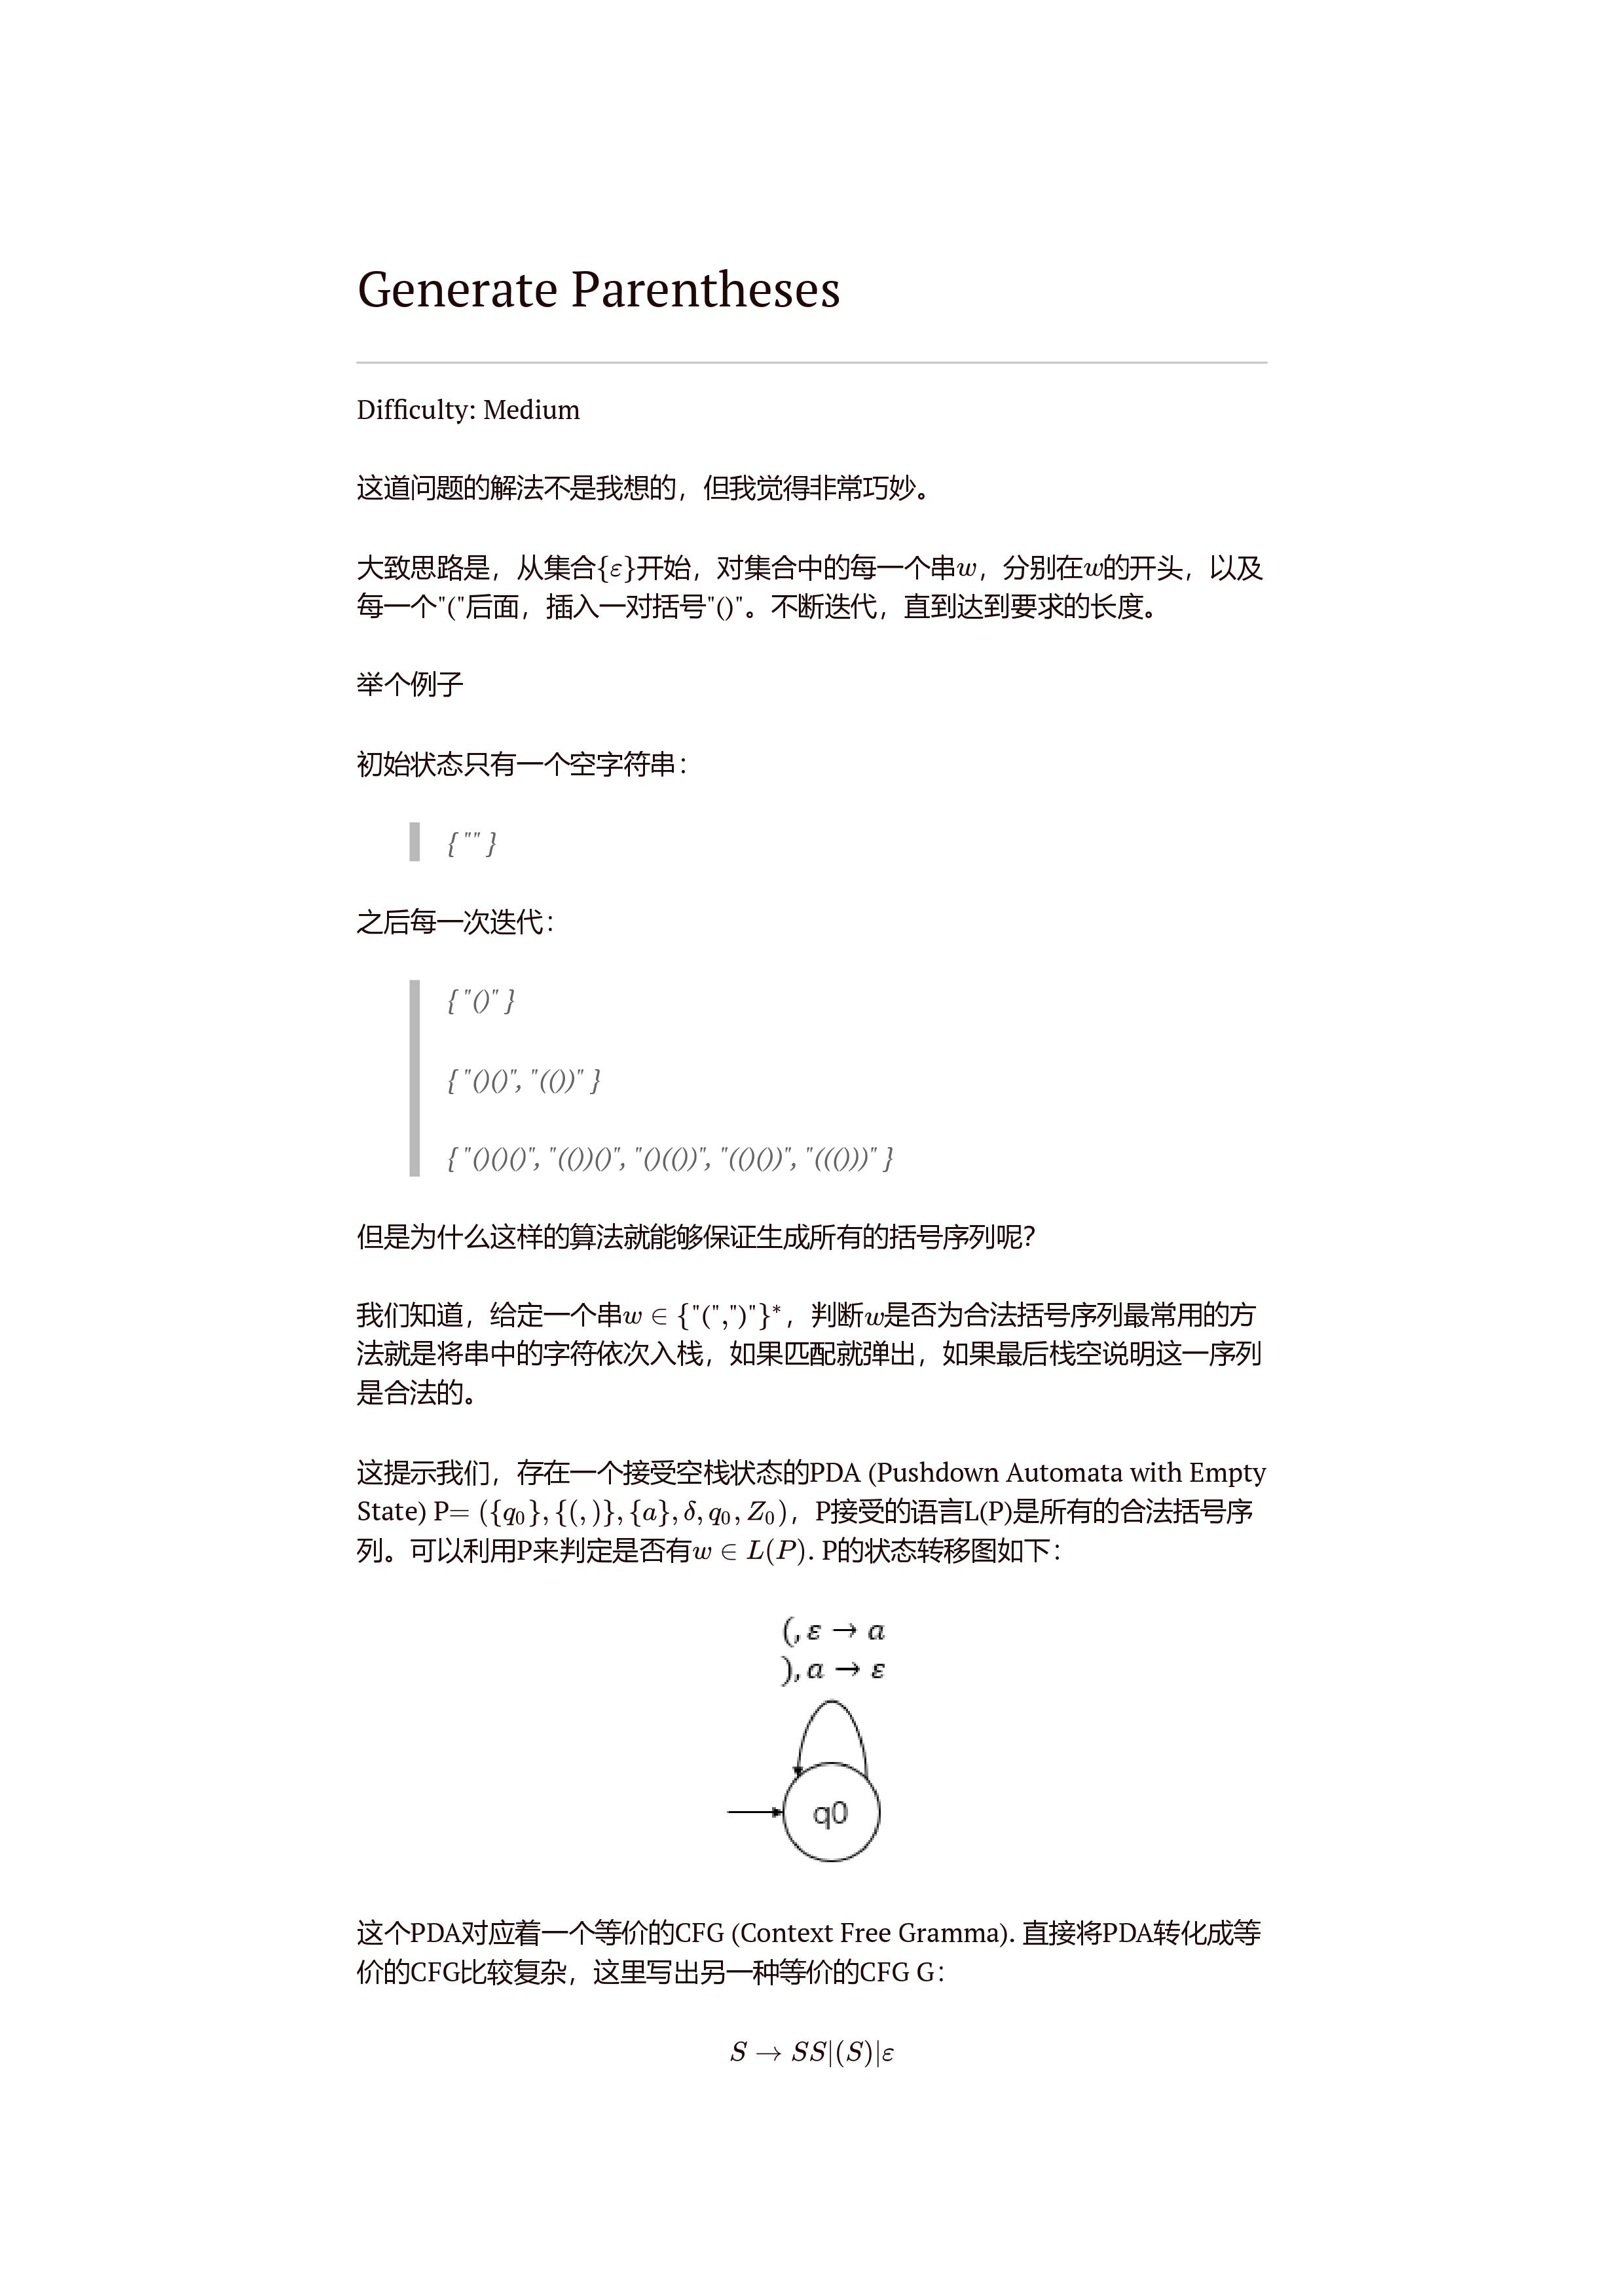 Generate Parentheses
Difficulty: Medium
这道问题的解法不是我想的，但我觉得非常巧妙。
大致思路是，从集合{ε}开始，对集合中的每一个串w，分别在w的开头，以及
每一个"("后面，插入一对括号"()"。不断迭代，直到达到要求的长度。
举个例子
初始状态只有一个空字符串：
{ "" }
之后每一次迭代：
{ "()" }
{ "()()", "(())" }
{ "()()()", "(())()", "()(())", "(()())", "((()))" }
但是为什么这样的算法就能够保证生成所有的括号序列呢？
我们知道，给定一个串w ∈ {"(",")"}*，判断w是否为合法括号序列最常用的方
法就是将串中的字符依次入栈，如果匹配就弹出，如果最后栈空说明这一序列
是合法的。
这提示我们，存在一个接受空栈状态的PDA (Pushdown Automata with Empty
State) P= ({q₀}, {(, )}, {a}, δ, q₀, Z₀)，P接受的语言L(P)是所有的合法括号序
列。可以利用P来判定是否有w ∈ L(P). P的状态转移图如下：
(, ε → a
), a → ε
q0
这个PDA对应着一个等价的CFG (Context Free Gramma). 直接将PDA转化成等
价的CFG比较复杂，这里写出另一种等价的CFG G：
S → SS|(S)|ε